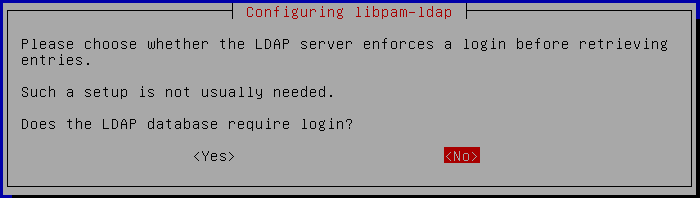 Configuring libpam-ldap
Please choose whether the LDAP server enforces a login before retrieving
entries.
Such a setup is not usually needed.
Does the LDAP database require login?
<Yes> <No>